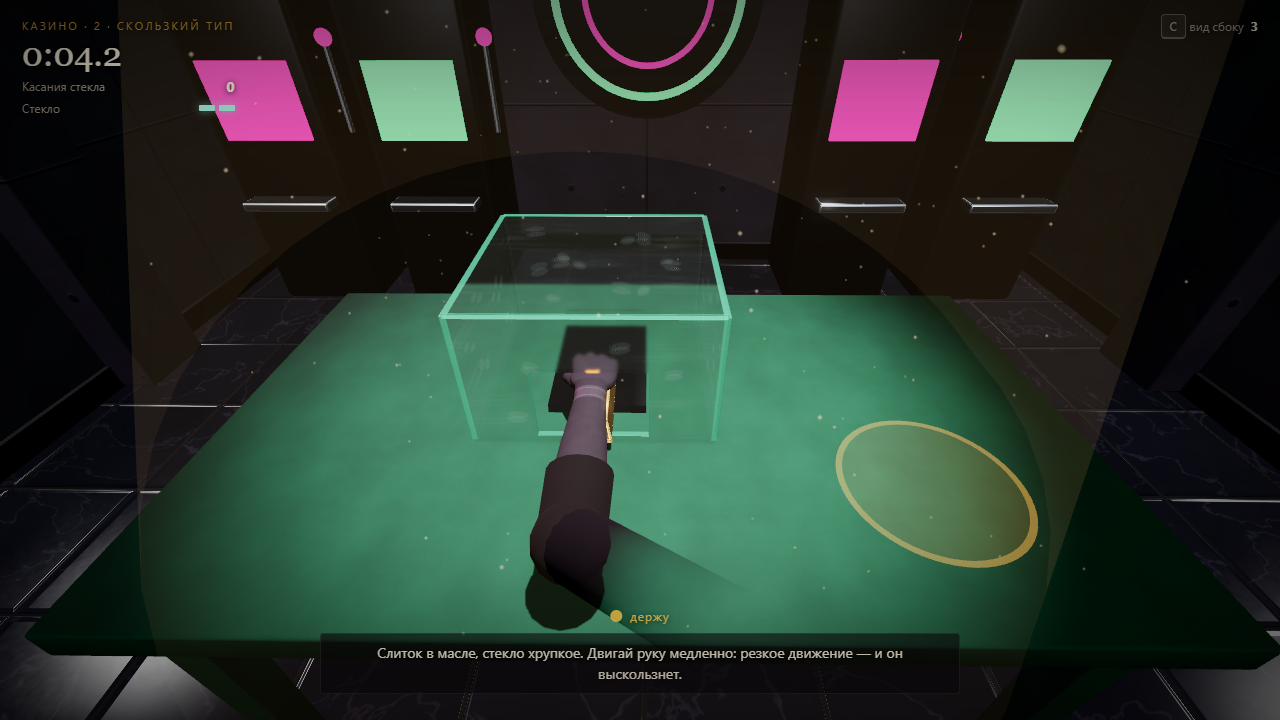 КАЗИНО · 2 · СКОЛЬЗКИЙ ТИП
0:04.2
Касания стекла 0
Стекло
C вид сбоку 3
держу
Слиток в масле, стекло хрупкое. Двигай руку медленно: резкое движение — и он
выскользнет.